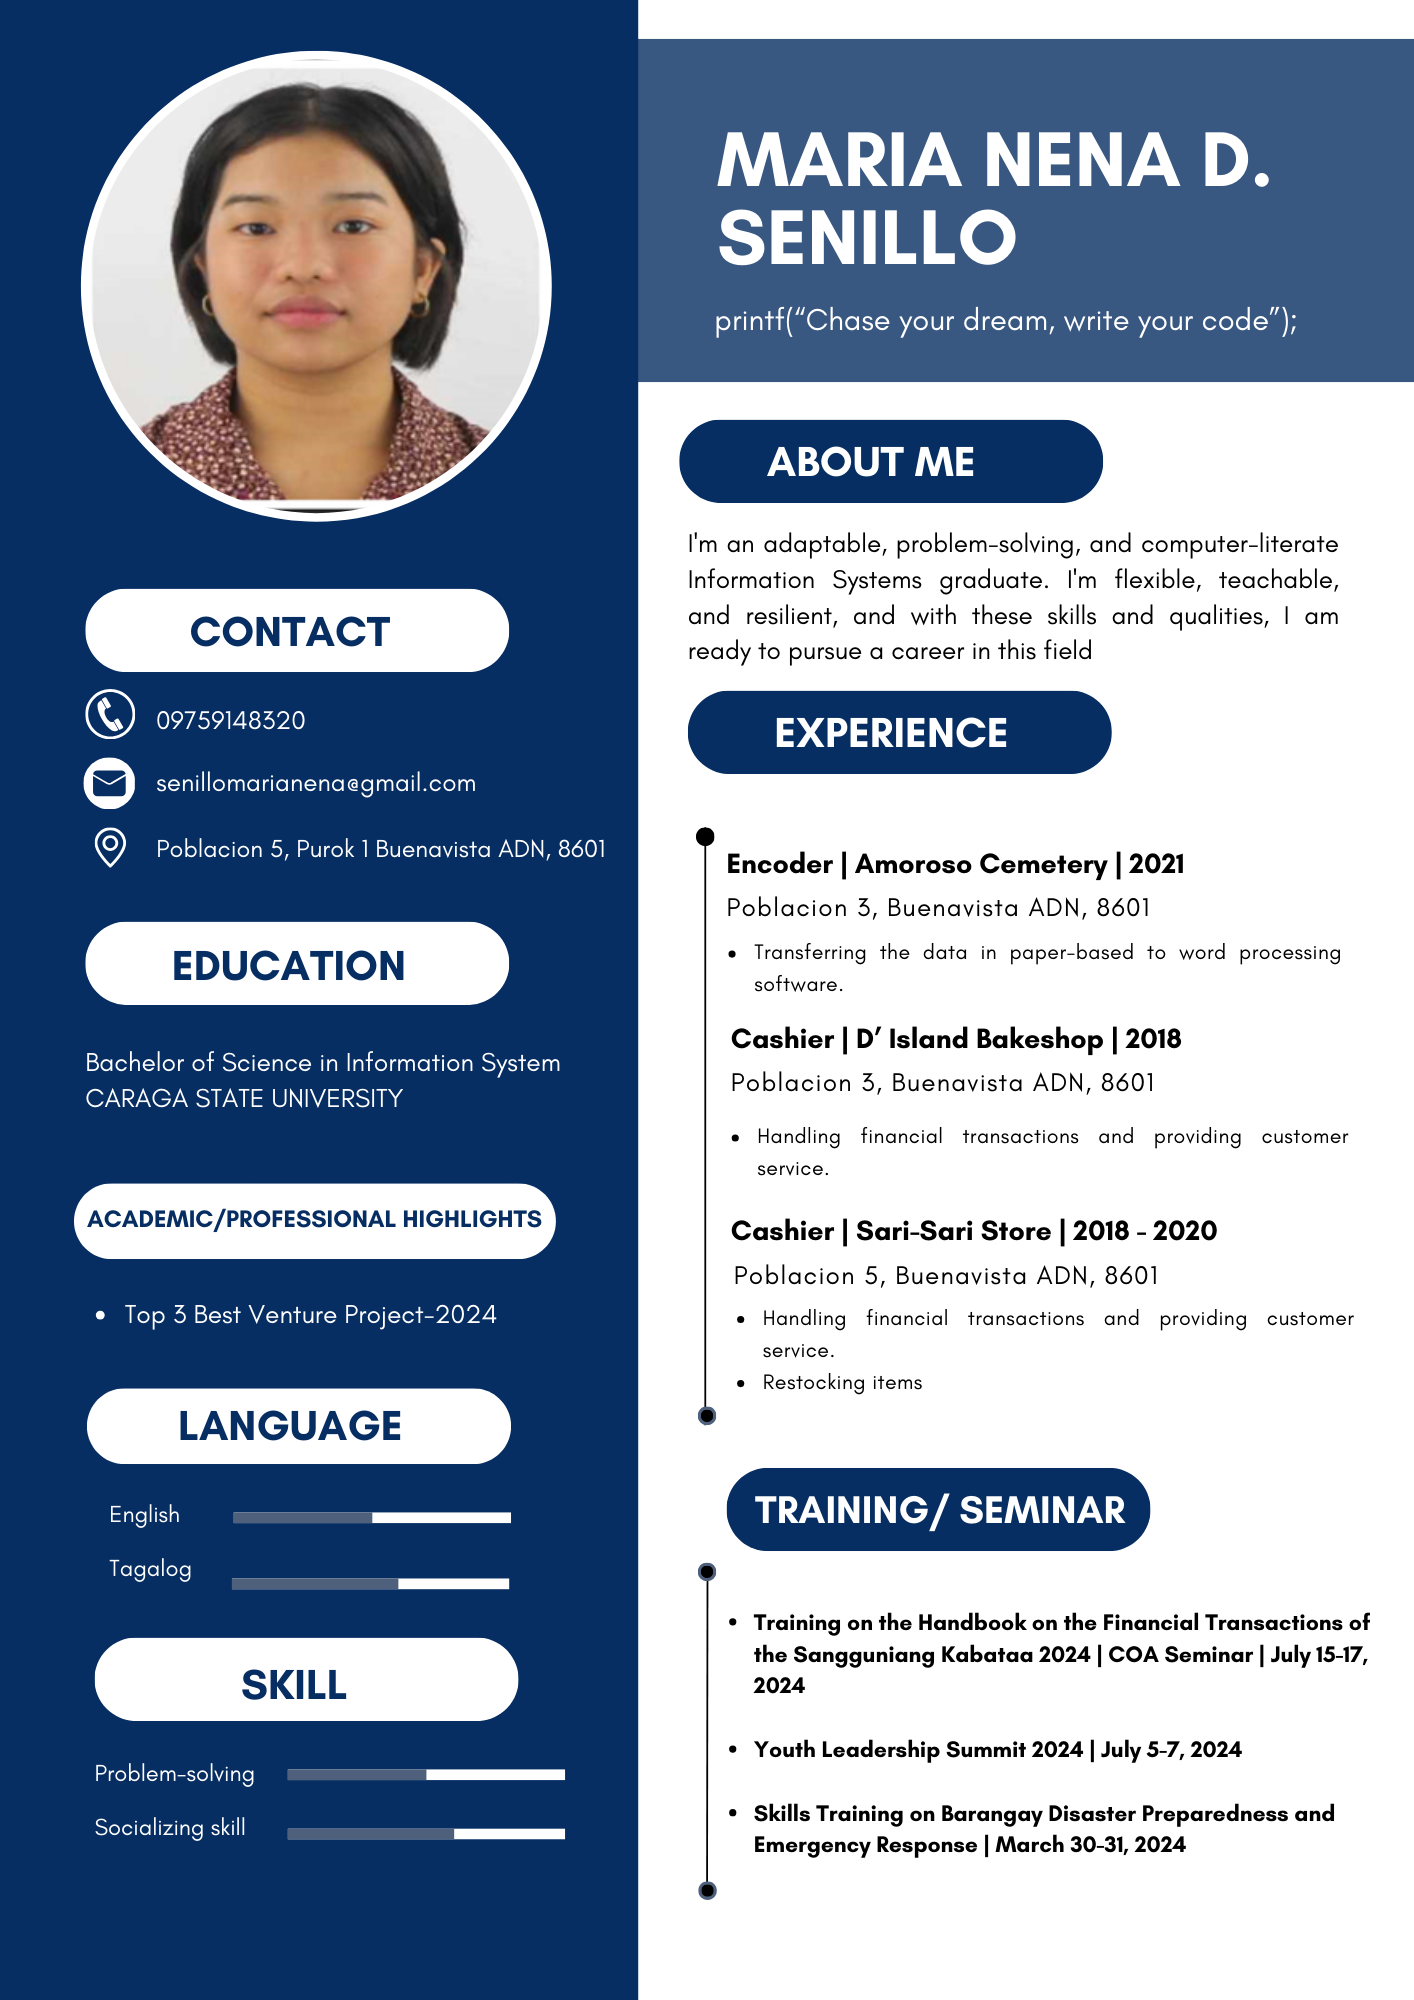 MARIA NENA D.
SENILLO
printf(“Chase your dream, write your code”);
CONTACT
09759148320
senillomarianena@gmail.com
Poblacion 5, Purok 1 Buenavista ADN, 8601
EDUCATION
Bachelor of Science in Information System
CARAGA STATE UNIVERSITY
ACADEMIC/PROFESSIONAL HIGHLIGHTS
• Top 3 Best Venture Project-2024
LANGUAGE
English
Tagalog
SKILL
Problem-solving
Socializing skill
ABOUT ME
I'm an adaptable, problem-solving, and computer-literate
Information Systems graduate. I'm flexible, teachable,
and resilient, and with these skills and qualities, I am
ready to pursue a career in this field
EXPERIENCE
Encoder | Amoroso Cemetery | 2021
Poblacion 3, Buenavista ADN, 8601
• Transferring the data in paper-based to word processing
software.
Cashier | D’ Island Bakeshop | 2018
Poblacion 3, Buenavista ADN, 8601
• Handling financial transactions and providing customer
service.
Cashier | Sari-Sari Store | 2018 - 2020
Poblacion 5, Buenavista ADN, 8601
• Handling financial transactions and providing customer
service.
• Restocking items
TRAINING/ SEMINAR
• Training on the Handbook on the Financial Transactions of
the Sangguniang Kabataa 2024 | COA Seminar | July 15-17,
2024
• Youth Leadership Summit 2024 | July 5-7, 2024
• Skills Training on Barangay Disaster Preparedness and
Emergency Response | March 30-31, 2024